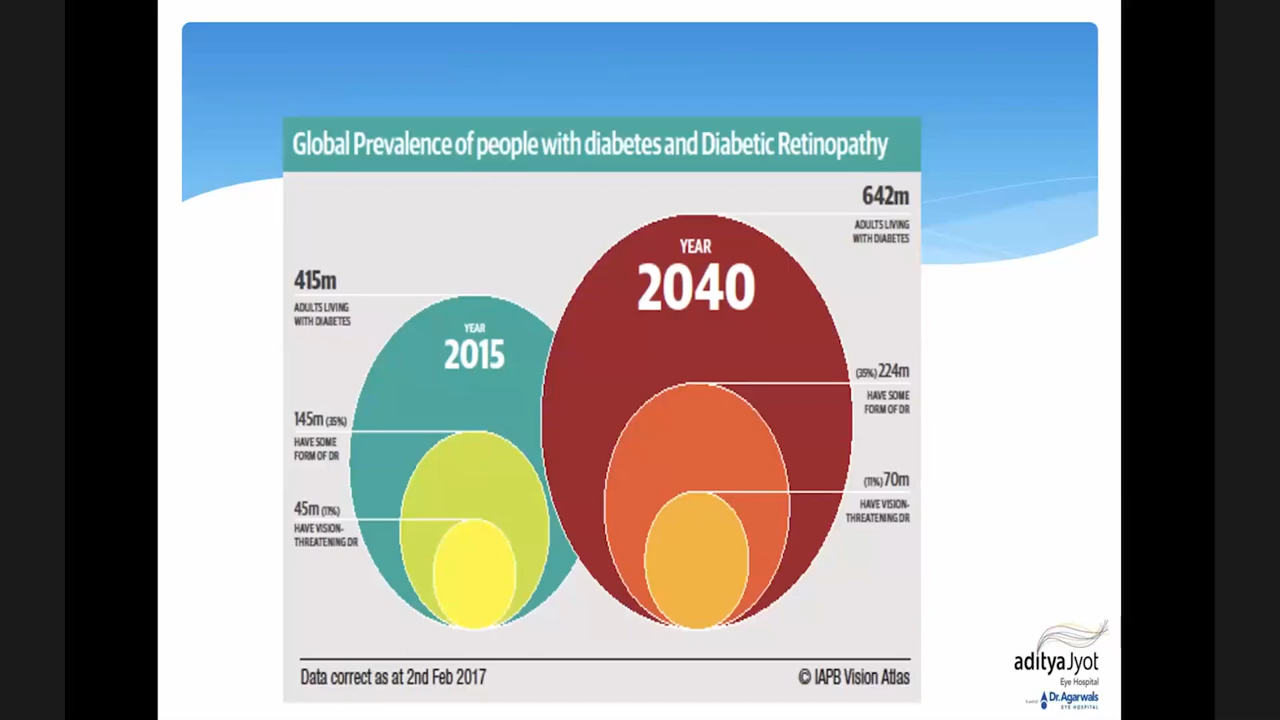 Global Prevalence of people with diabetes and Diabetic Retinopathy
642m
ADULTS LIVING
WITH DIABETES
YEAR
2040
415m
ADULTS LIVING
WITH DIABETES
YEAR
2015
(35%) 224m
HAVE SOME
FORM OF DR
145m (35%)
HAVE SOME
FORM OF DR
(11%) 70m
HAVE VISION-
THREATENING DR
45m (11%)
HAVE VISION-
THREATENING DR
Data correct as at 2nd Feb 2017
© IAPB Vision Atlas
adityaJyot
Eye Hospital
Dr.Agarwals
EYE HOSPITAL